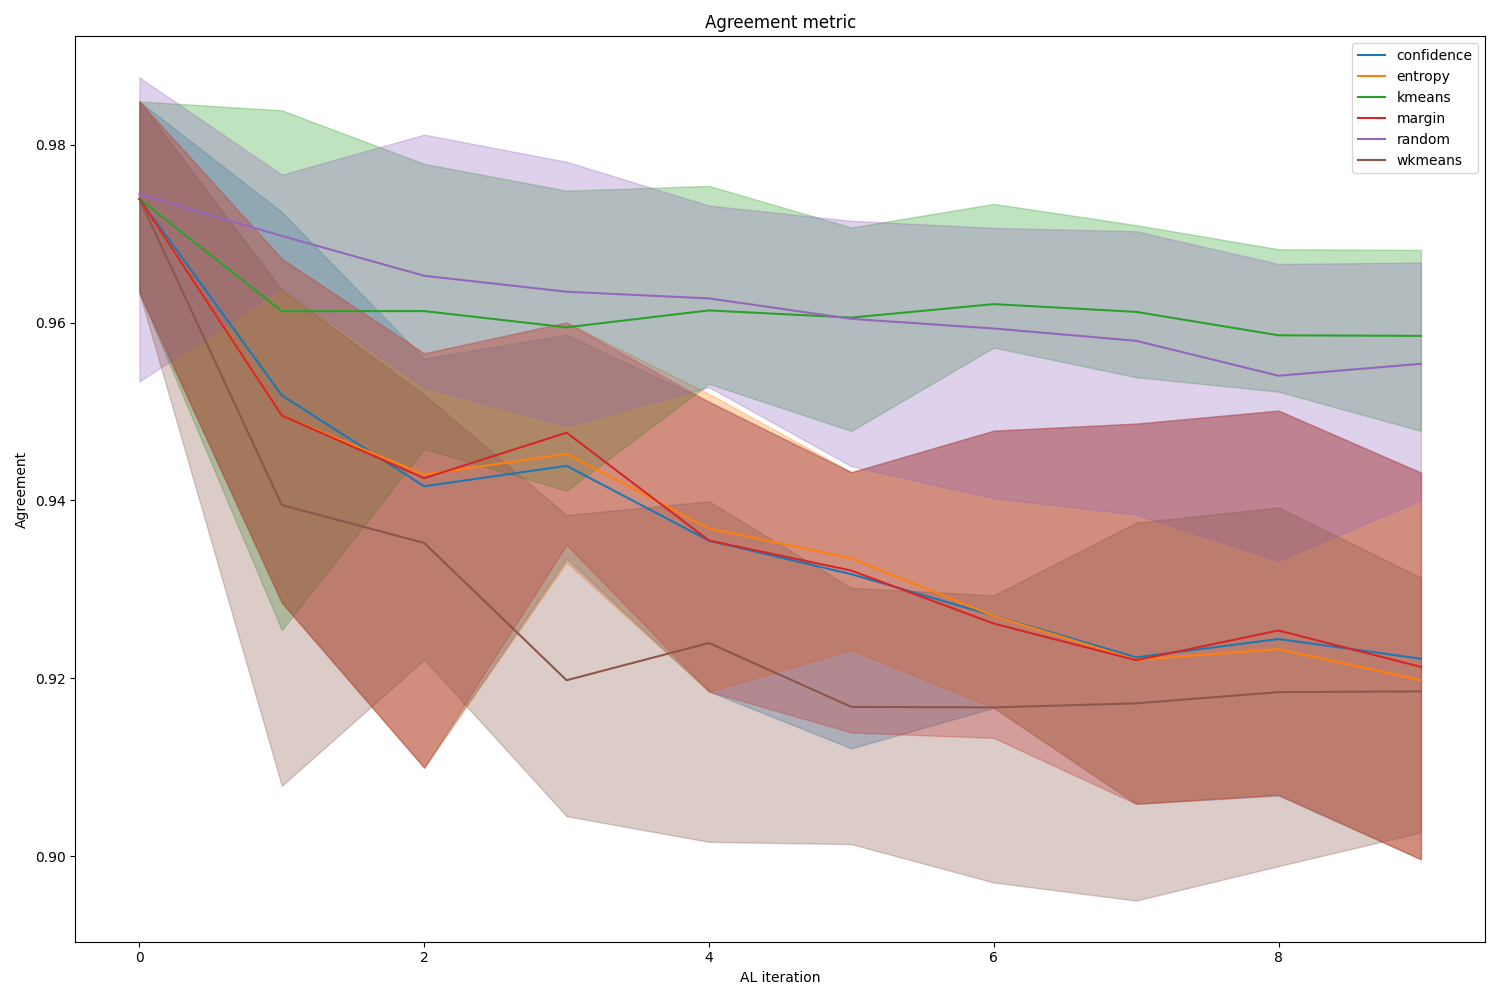 Agreement metric
confidence
entropy
kmeans
margin
random
wkmeans
0.98
0.96
0.94
0.92
0.90
Agreement
0 2 4 6 8
AL iteration